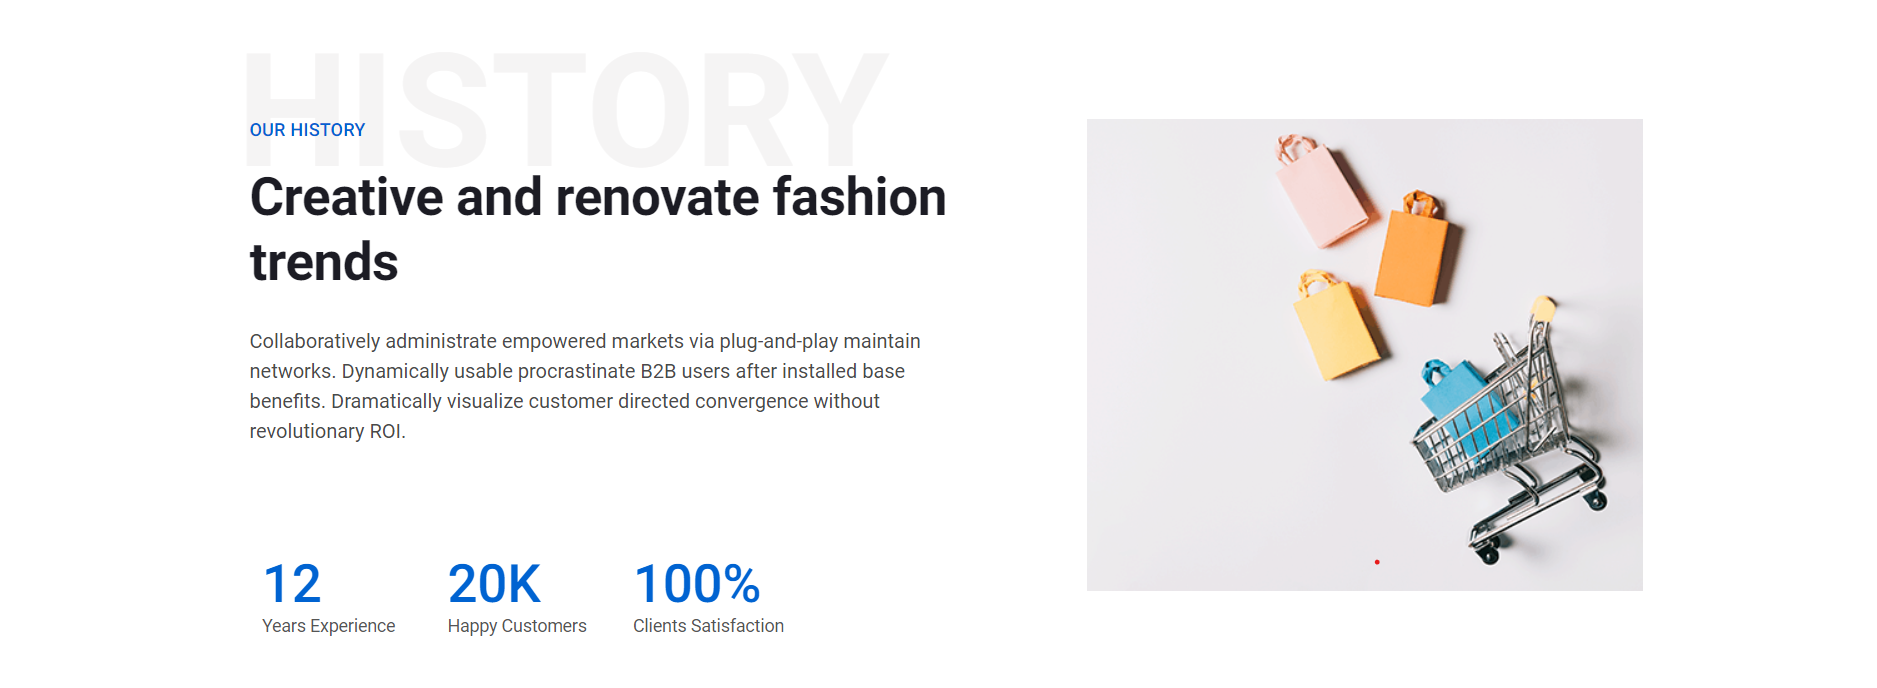 HISTORY
OUR HISTORY
Creative and renovate fashion
trends
Collaboratively administrate empowered markets via plug-and-play maintain
networks. Dynamically usable procrastinate B2B users after installed base
benefits. Dramatically visualize customer directed convergence without
revolutionary ROI.
12 20K 100%
Years Experience Happy Customers Clients Satisfaction